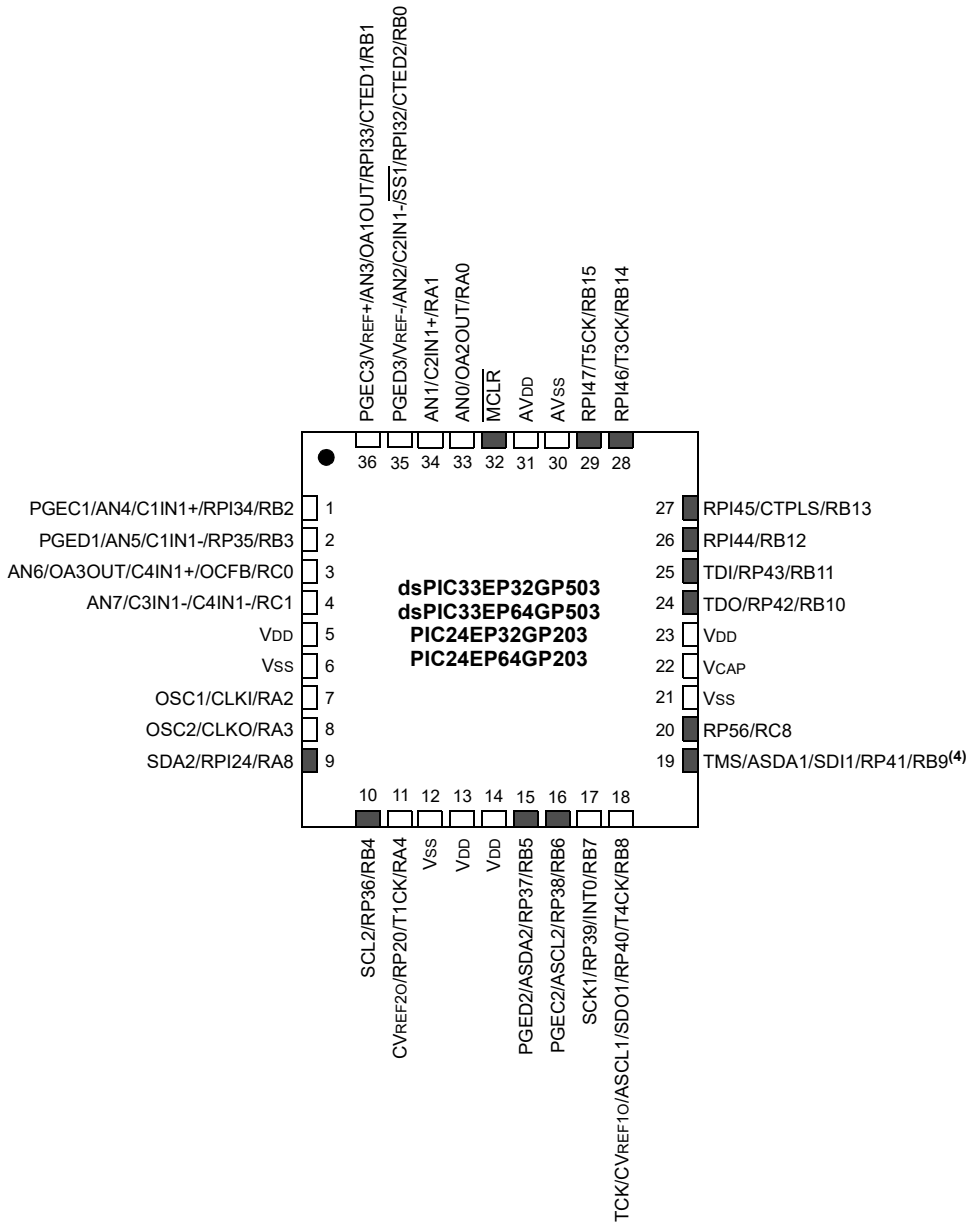 PGEC3/VREF+/AN3/OA1OUT/RPI33/CTED1/RB1
PGED3/VREF-/AN2/C2IN1-/SS1/RPI32/CTED2/RB0
AN1/C2IN1+/RA1
AN0/OA2OUT/RA0
MCLR
AVDD
AVSS
RPI47/T5CK/RB15
RPI46/T3CK/RB14
36 35 34 33 32 31 30 29 28
PGEC1/AN4/C1IN1+/RPI34/RB2 1
PGED1/AN5/C1IN1-/RP35/RB3 2
AN6/OA3OUT/C4IN1+/OCFB/RC0 3
AN7/C3IN1-/C4IN1-/RC1 4
VDD 5
VSS 6
OSC1/CLKI/RA2 7
OSC2/CLKO/RA3 8
SDA2/RPI24/RA8 9
dsPIC33EP32GP503
dsPIC33EP64GP503
PIC24EP32GP203
PIC24EP64GP203
27 RPI45/CTPLS/RB13
26 RPI44/RB12
25 TDI/RP43/RB11
24 TDO/RP42/RB10
23 VDD
22 VCAP
21 VSS
20 RP56/RC8
19 TMS/ASDA1/SDI1/RP41/RB9(4)
10 11 12 13 14 15 16 17 18
SCL2/RP36/RB4
CVREF2O/RP20/T1CK/RA4
VSS
VDD
VDD
PGED2/ASDA2/RP37/RB5
PGEC2/ASCL2/RP38/RB6
SCK1/RP39/INT0/RB7
TCK/CVREF1O/ASCL1/SDO1/RP40/T4CK/RB8